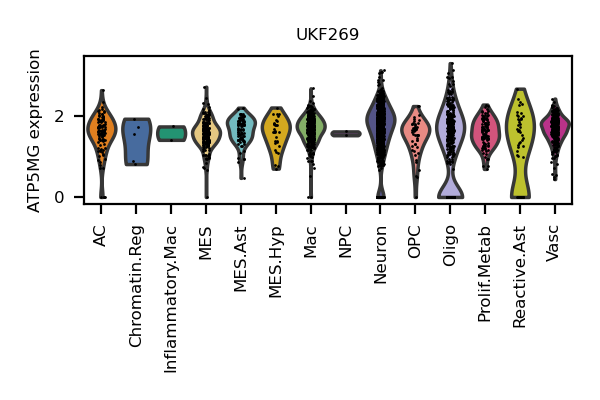 UKF269
ATP5MG expression
2
0
AC
Chromatin.Reg
Inflammatory.Mac
MES
MES.Ast
MES.Hyp
Mac
NPC
Neuron
OPC
Oligo
Prolif.Metab
Reactive.Ast
Vasc